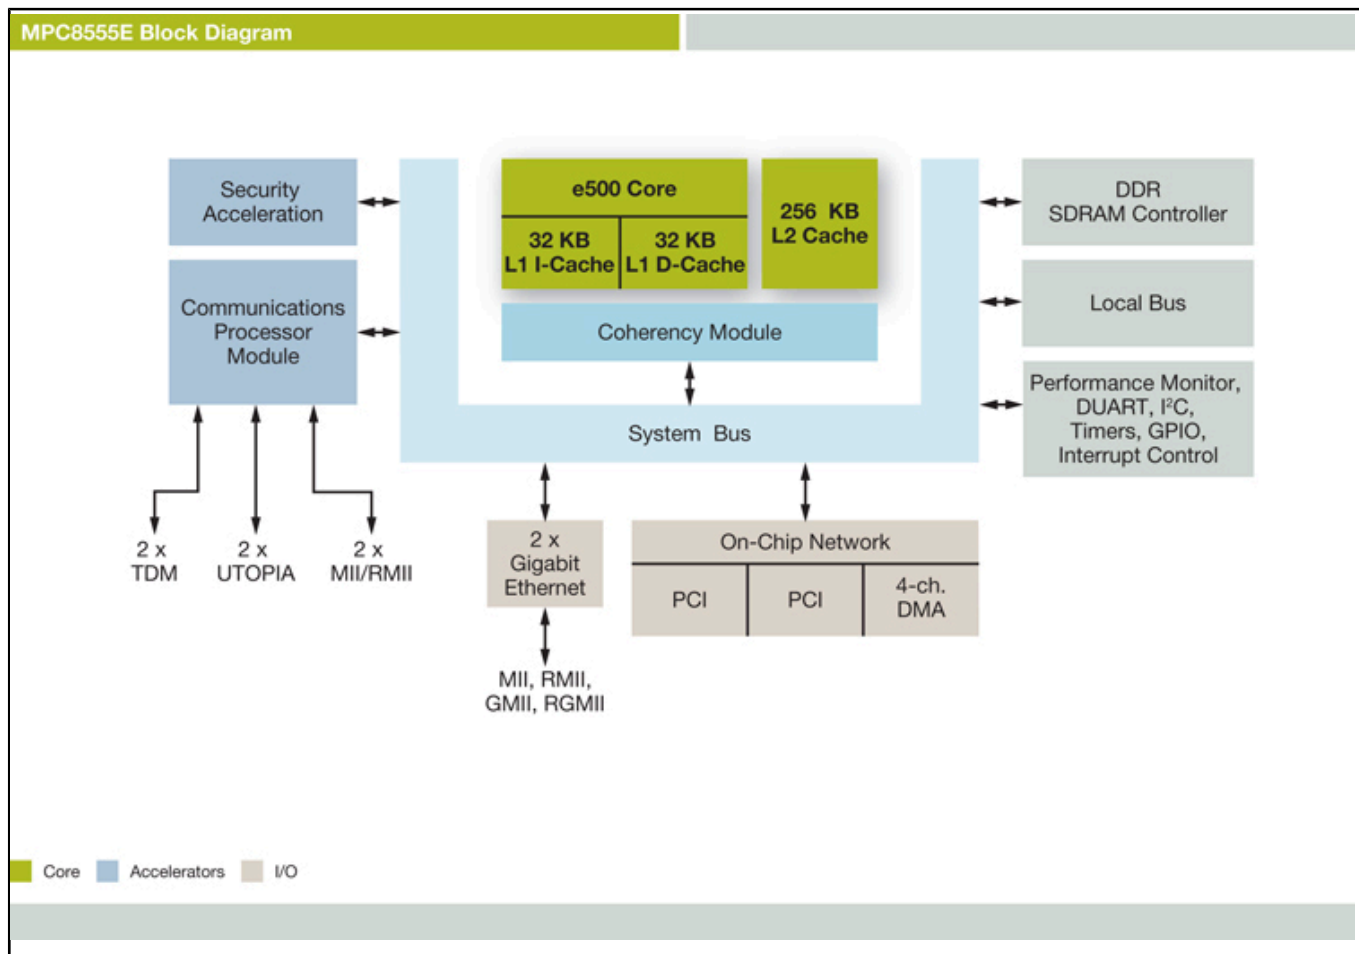 MPC8555E Block Diagram
Security
Acceleration
Communications
Processor
Module
e500 Core
32 KB
L1 I-Cache
32 KB
L1 D-Cache
256 KB
L2 Cache
Coherency Module
System Bus
DDR
SDRAM Controller
Local Bus
Performance Monitor,
DUART, I²C,
Timers, GPIO,
Interrupt Control
2 x
TDM
2 x
UTOPIA
2 x
MII/RMII
2 x
Gigabit
Ethernet
MII, RMII,
GMII, RGMII
On-Chip Network
PCI
PCI
4-ch.
DMA
Core
Accelerators
I/O